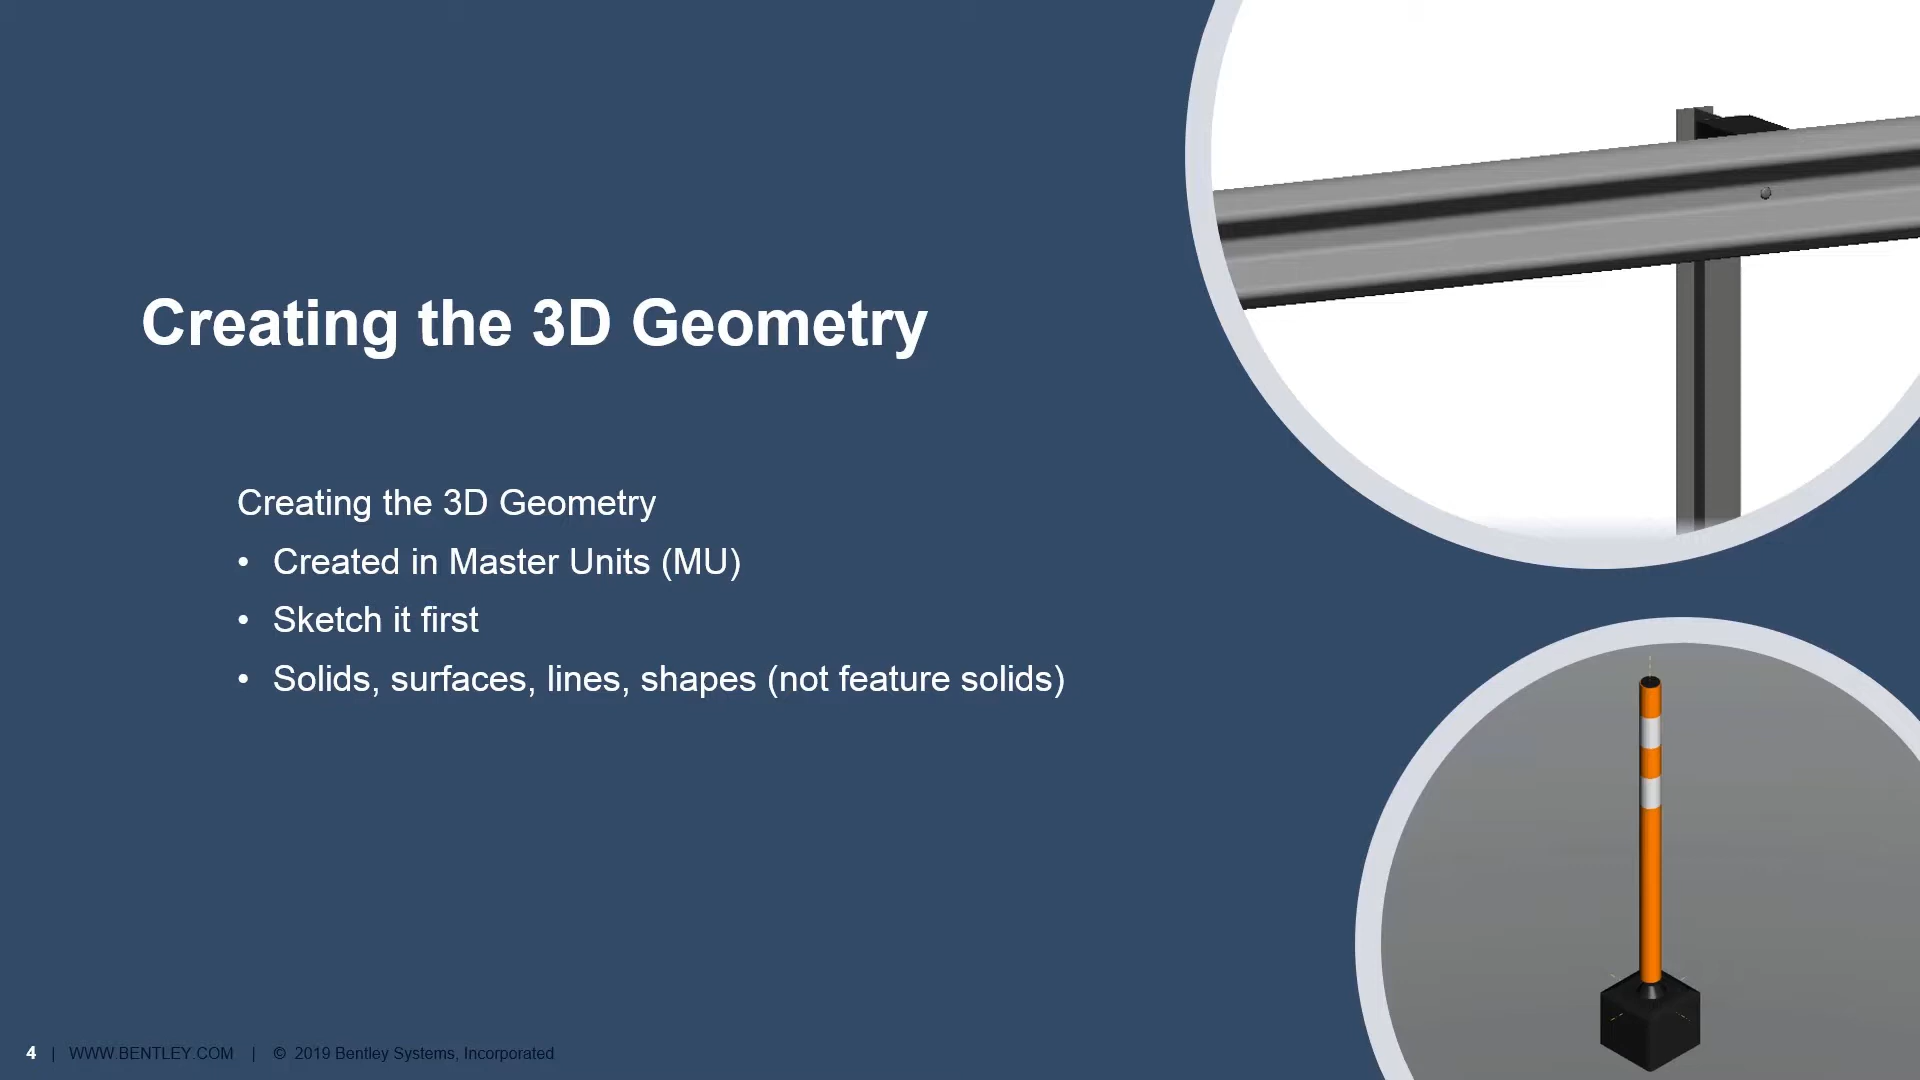 Creating the 3D Geometry
Creating the 3D Geometry
• Created in Master Units (MU)
• Sketch it first
• Solids, surfaces, lines, shapes (not feature solids)
4 | WWW.BENTLEY.COM | © 2019 Bentley Systems, Incorporated